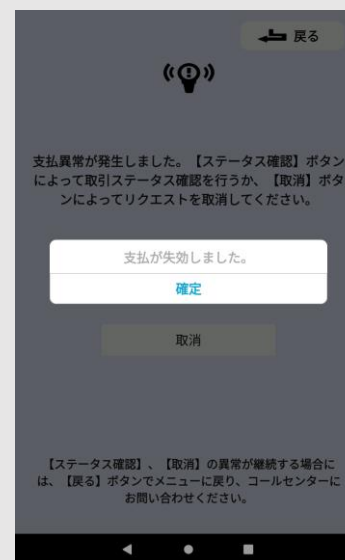 戻る
支払異常が発生しました。【ステータス確認】ボタン
によって取引ステータス確認を行うか、【取消】ボタ
ンによってリクエストを取消してください。
支払が失効しました。
確定
取消
【ステータス確認】、【取消】の異常が継続する場合に
は、【戻る】ボタンでメニューに戻り、コールセンターに
お問い合わせください。